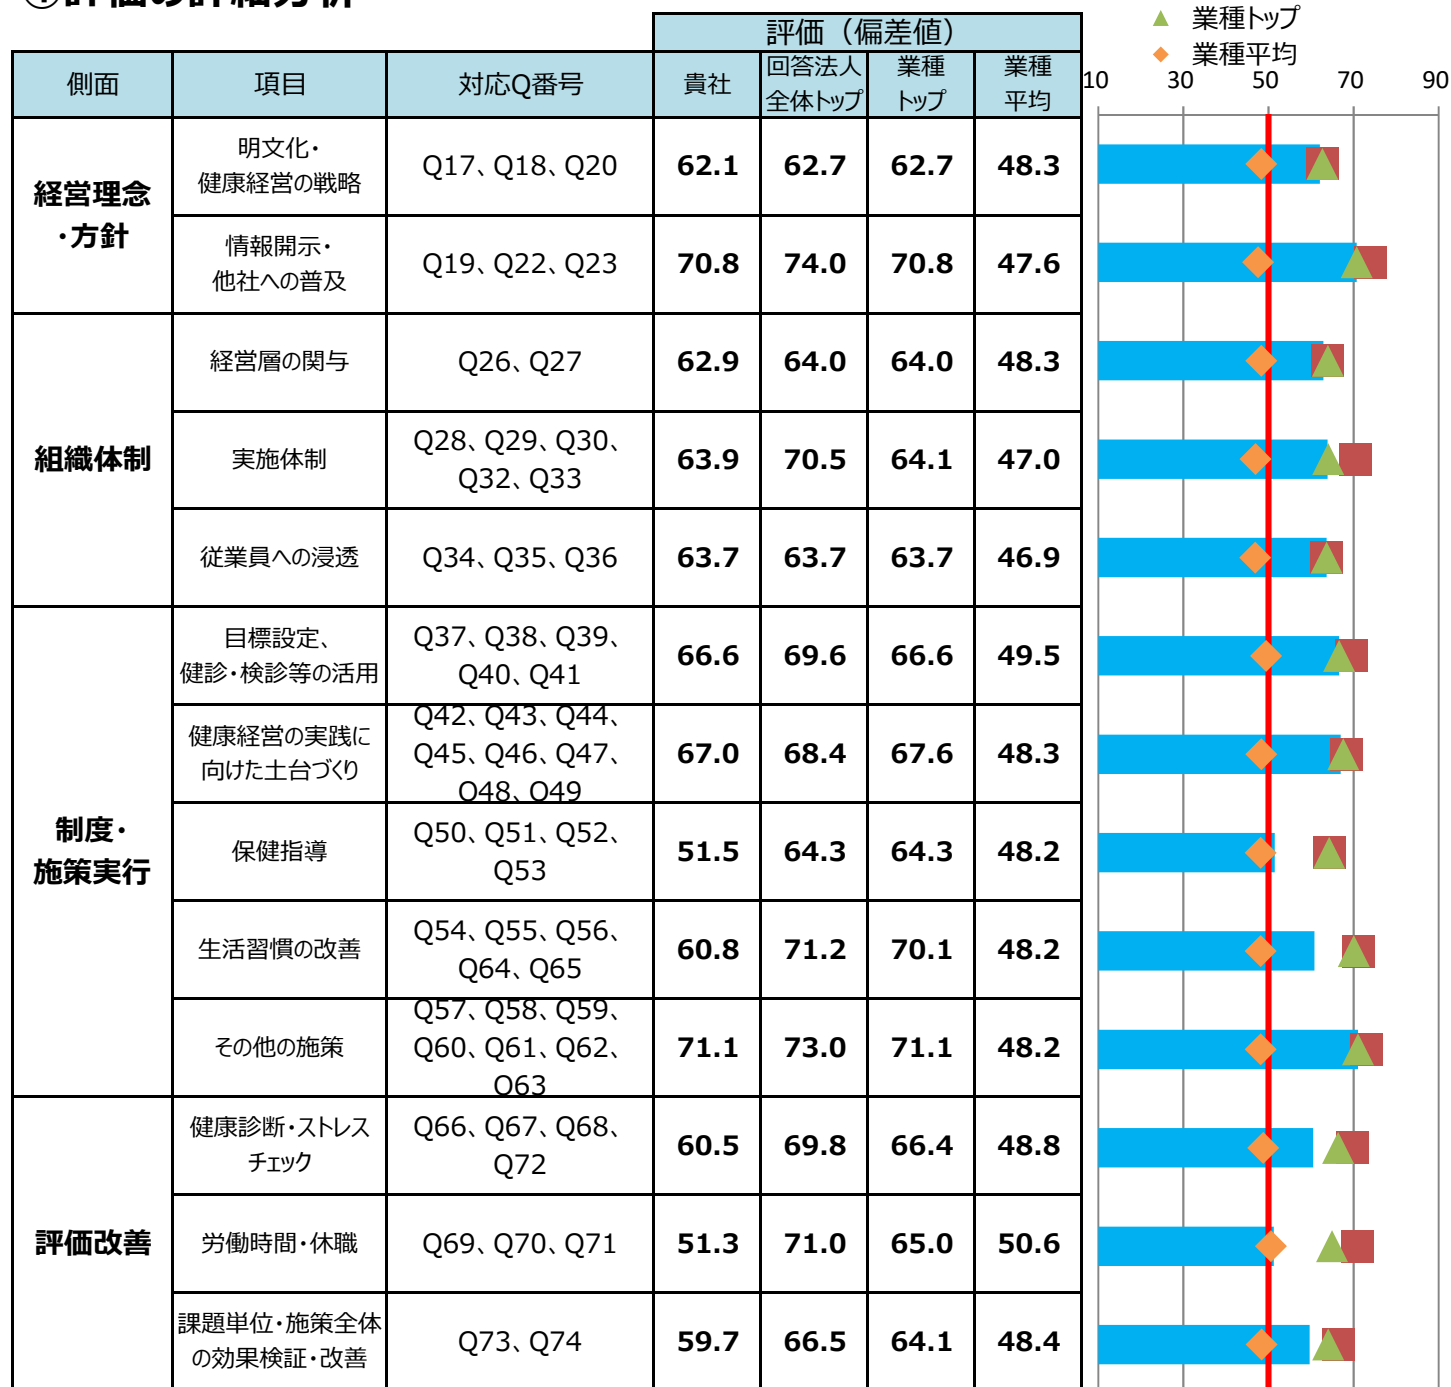 ①評価の詳細分析
▲ 業種トップ
◆ 業種平均
10 30 50 70 90
評価（偏差値）
側面 項目 対応Q番号 貴社 回答法人 業種 業種
全体トップ トップ 平均
経営理念
・方針
明文化・
健康経営の戦略
Q17、Q18、Q20 62.1 62.7 62.7 48.3
情報開示・
他社への普及
Q19、Q22、Q23 70.8 74.0 70.8 47.6
組織体制
経営層の関与 Q26、Q27 62.9 64.0 64.0 48.3
実施体制
Q28、Q29、Q30、
Q32、Q33
63.9 70.5 64.1 47.0
従業員への浸透 Q34、Q35、Q36 63.7 63.7 63.7 46.9
制度・
施策実行
目標設定、
健診・検診等の活用
Q37、Q38、Q39、
Q40、Q41
66.6 69.6 66.6 49.5
健康経営の実践に
向けた土台づくり
Q42、Q43、Q44、
Q45、Q46、Q47、
Q48、Q49
67.0 68.4 67.6 48.3
保健指導
Q50、Q51、Q52、
Q53
51.5 64.3 64.3 48.2
生活習慣の改善
Q54、Q55、Q56、
Q64、Q65
60.8 71.2 70.1 48.2
その他の施策
Q57、Q58、Q59、
Q60、Q61、Q62、
Q63
71.1 73.0 71.1 48.2
評価改善
健康診断・ストレス
チェック
Q66、Q67、Q68、
Q72
60.5 69.8 66.4 48.8
労働時間・休職 Q69、Q70、Q71 51.3 71.0 65.0 50.6
課題単位・施策全体
の効果検証・改善
Q73、Q74 59.7 66.5 64.1 48.4